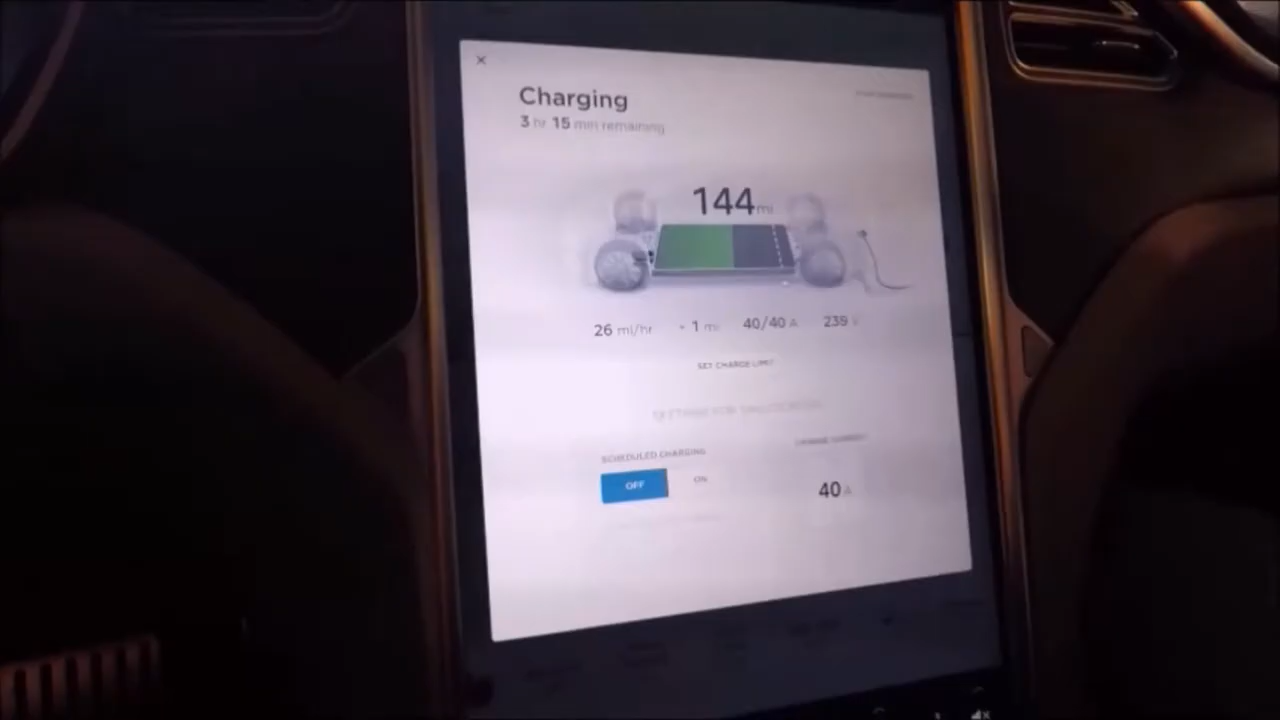 ×
Charging
3 hr 15 min remaining
144 mi
26 mi/hr + 1 mi 40/40 A 239 V
SET CHARGE LIMIT
SCHEDULED CHARGING
OFF ON
40 A